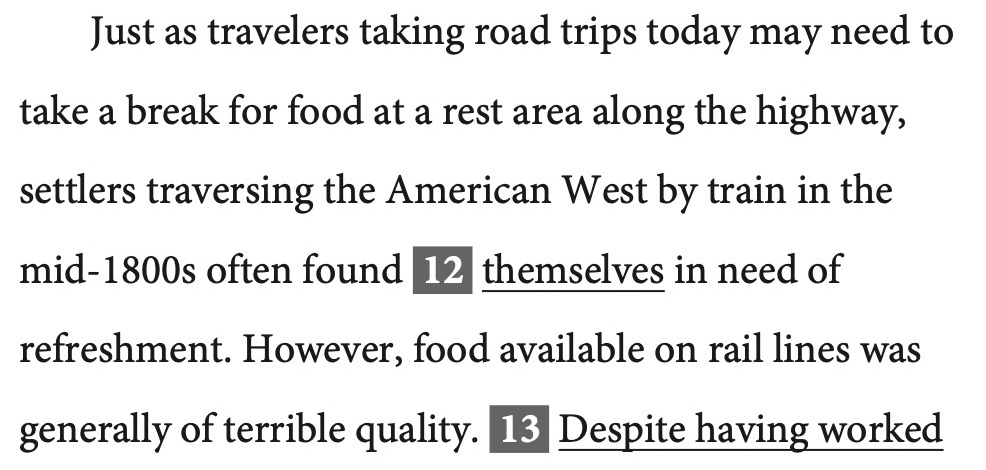 Just as travelers taking road trips today may need to
take a break for food at a rest area along the highway,
settlers traversing the American West by train in the
mid-1800s often found 12 themselves in need of
refreshment. However, food available on rail lines was
generally of terrible quality. 13 Despite having worked